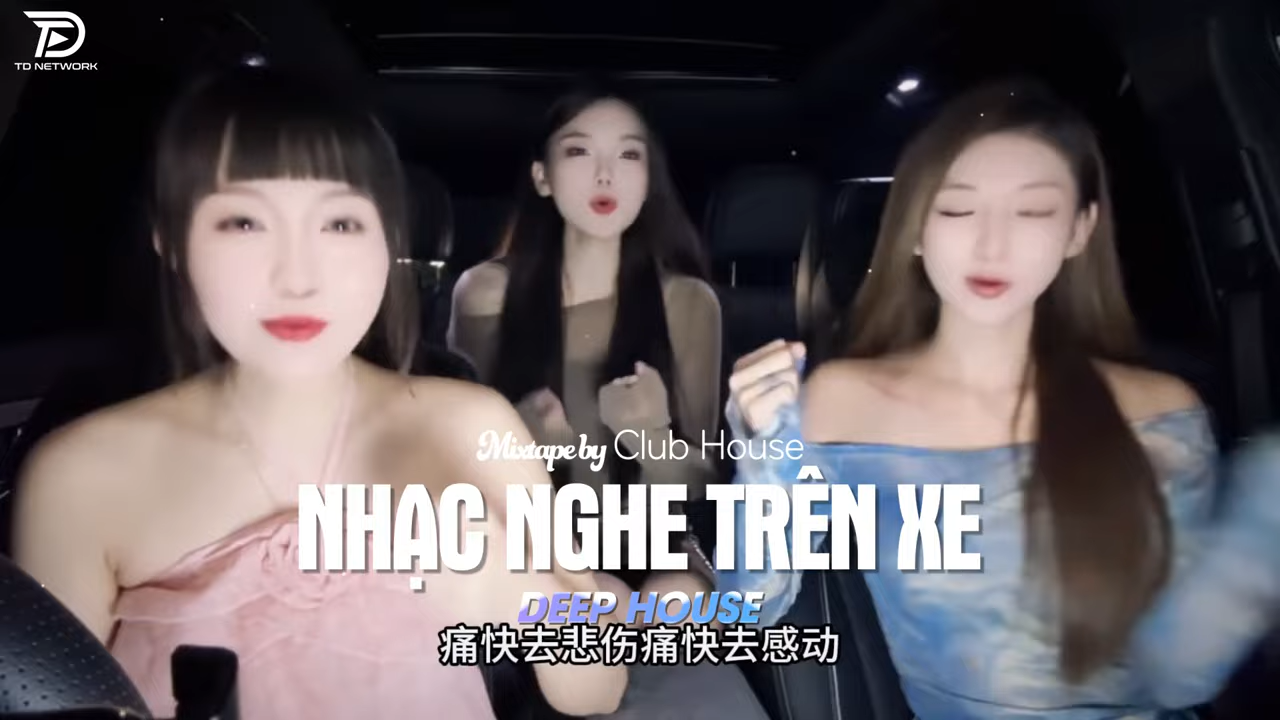 TD NETWORK
Mixtape by Club House
NHẠC NGHE TRÊN XE
DEEP HOUSE
痛快去悲伤痛快去感动